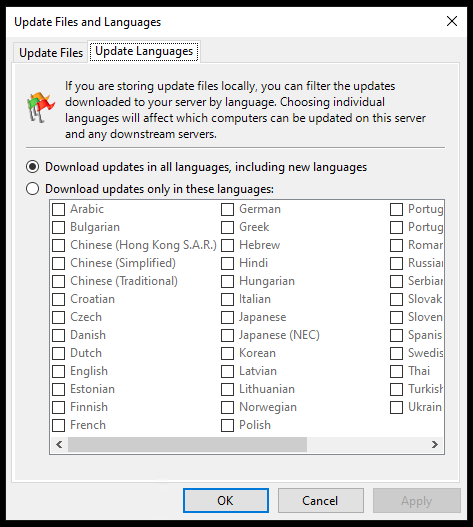 Update Files and Languages
Update Files
Update Languages
If you are storing update files locally, you can filter the updates
downloaded to your server by language. Choosing individual
languages will affect which computers can be updated on this server
and any downstream servers.
Download updates in all languages, including new languages
Download updates only in these languages:
Arabic
Bulgarian
Chinese (Hong Kong S.A.R.)
Chinese (Simplified)
Chinese (Traditional)
Croatian
Czech
Danish
Dutch
English
Estonian
Finnish
French
German
Greek
Hebrew
Hindi
Hungarian
Italian
Japanese
Japanese (NEC)
Korean
Latvian
Lithuanian
Norwegian
Polish
Portug
Portug
Roman
Russian
Serbian
Slovak
Sloven
Spanis
Swedis
Thai
Turkish
Ukrain
OK
Cancel
Apply